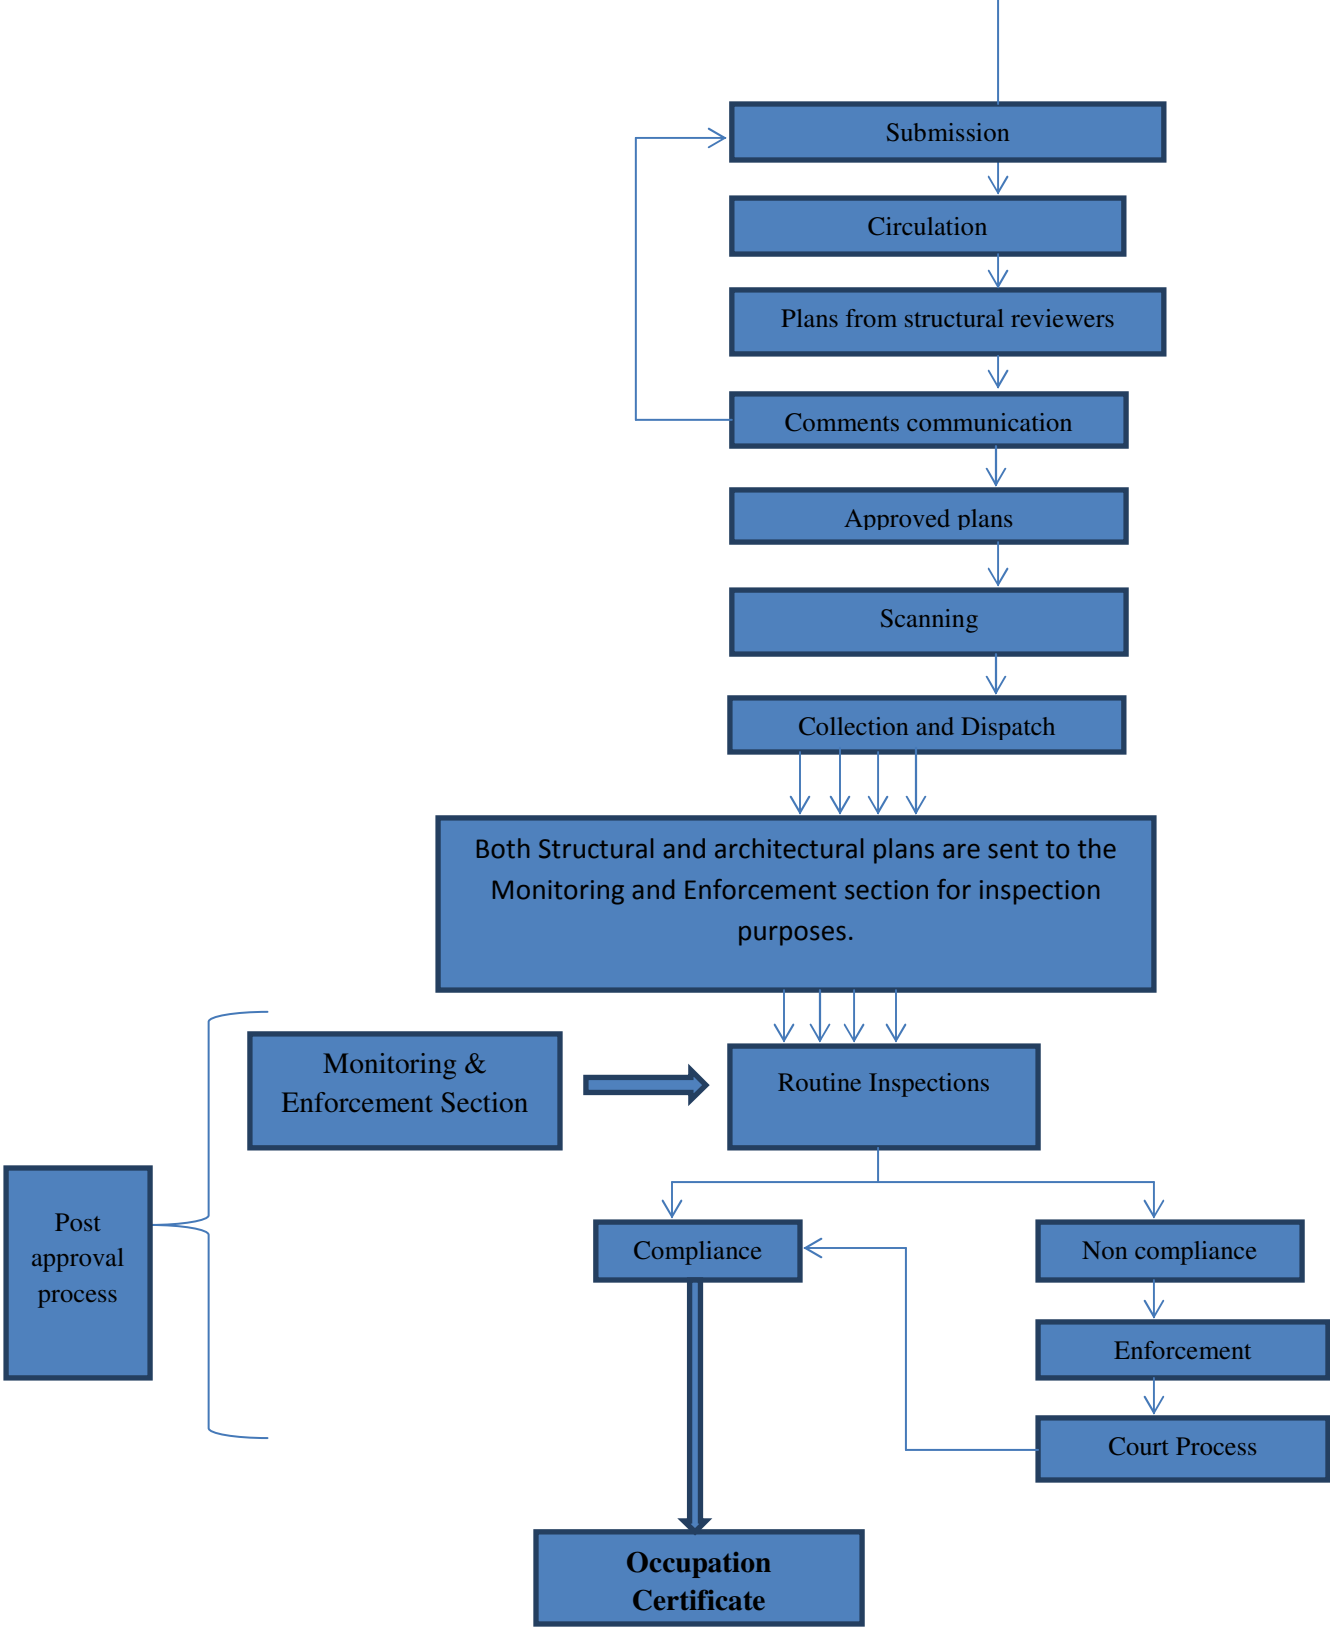 Submission
Circulation
Plans from structural reviewers
Comments communication
Approved plans
Scanning
Collection and Dispatch
Both Structural and architectural plans are sent to the
Monitoring and Enforcement section for inspection
purposes.
Monitoring &
Enforcement Section
Routine Inspections
Post
approval
process
Compliance
Non compliance
Enforcement
Court Process
Occupation
Certificate